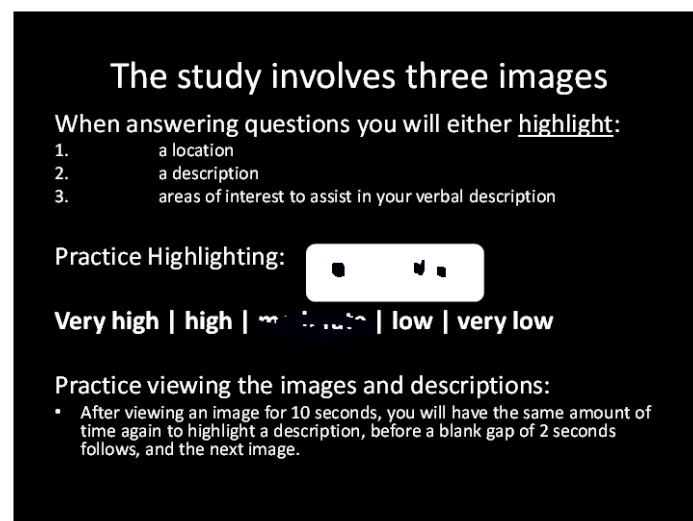 The study involves three images
When answering questions you will either highlight:
1. a location
2. a description
3. areas of interest to assist in your verbal description
Practice Highlighting:
Very high | high | | low | very low
Practice viewing the images and descriptions:
• After viewing an image for 10 seconds, you will have the same amount of
time again to highlight a description, before a blank gap of 2 seconds
follows, and the next image.